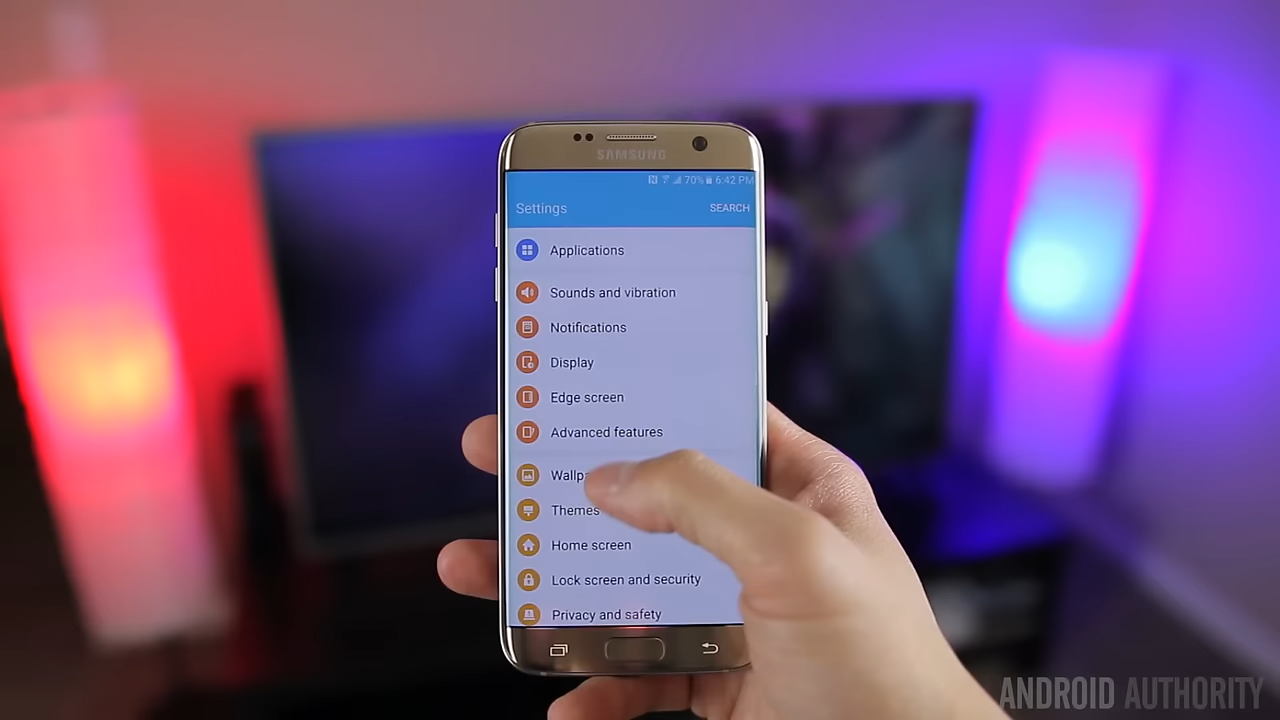 SAMSUNG
70% 6:42 PM
Settings SEARCH
Applications
Sounds and vibration
Notifications
Display
Edge screen
Advanced features
Wallp
Themes
Home screen
Lock screen and security
Privacy and safety
ANDROID AUTHORITY